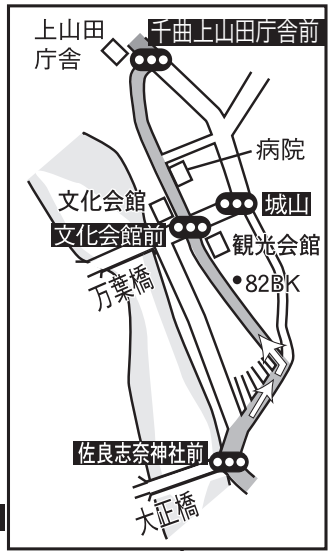 上山田
庁舎
千曲上山田庁舎前
病院
文化会館
城山
文化会館前
観光会館
万葉橋
82BK
佐良志奈神社前
大正橋